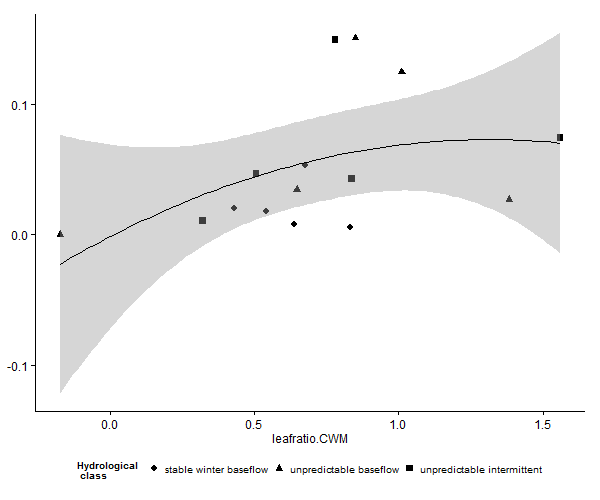 0.1
0.0
-0.1
0.0 0.5 1.0 1.5
leafratio.CWM
Hydrological
class
stable winter baseflow unpredictable baseflow unpredictable intermittent